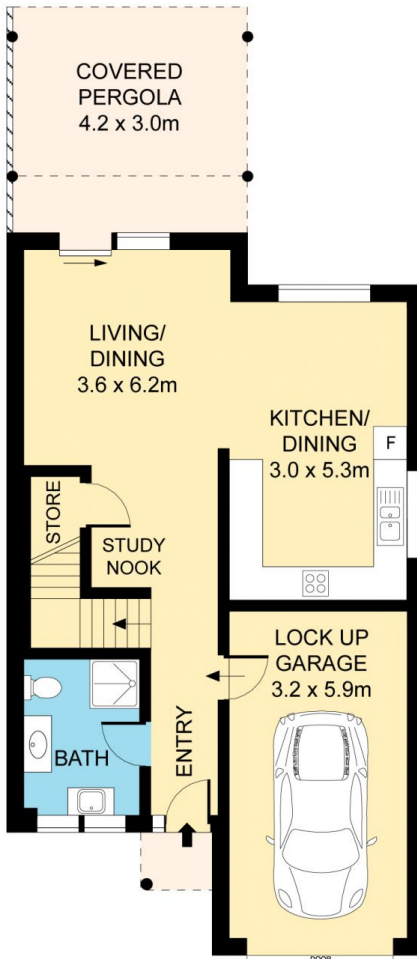 COVERED
PERGOLA
4.2 x 3.0m
LIVING/
DINING
3.6 x 6.2m
KITCHEN/
DINING
3.0 x 5.3m
F
STORE
STUDY
NOOK
LOCK UP
GARAGE
3.2 x 5.9m
BATH
ENTRY
DOOR